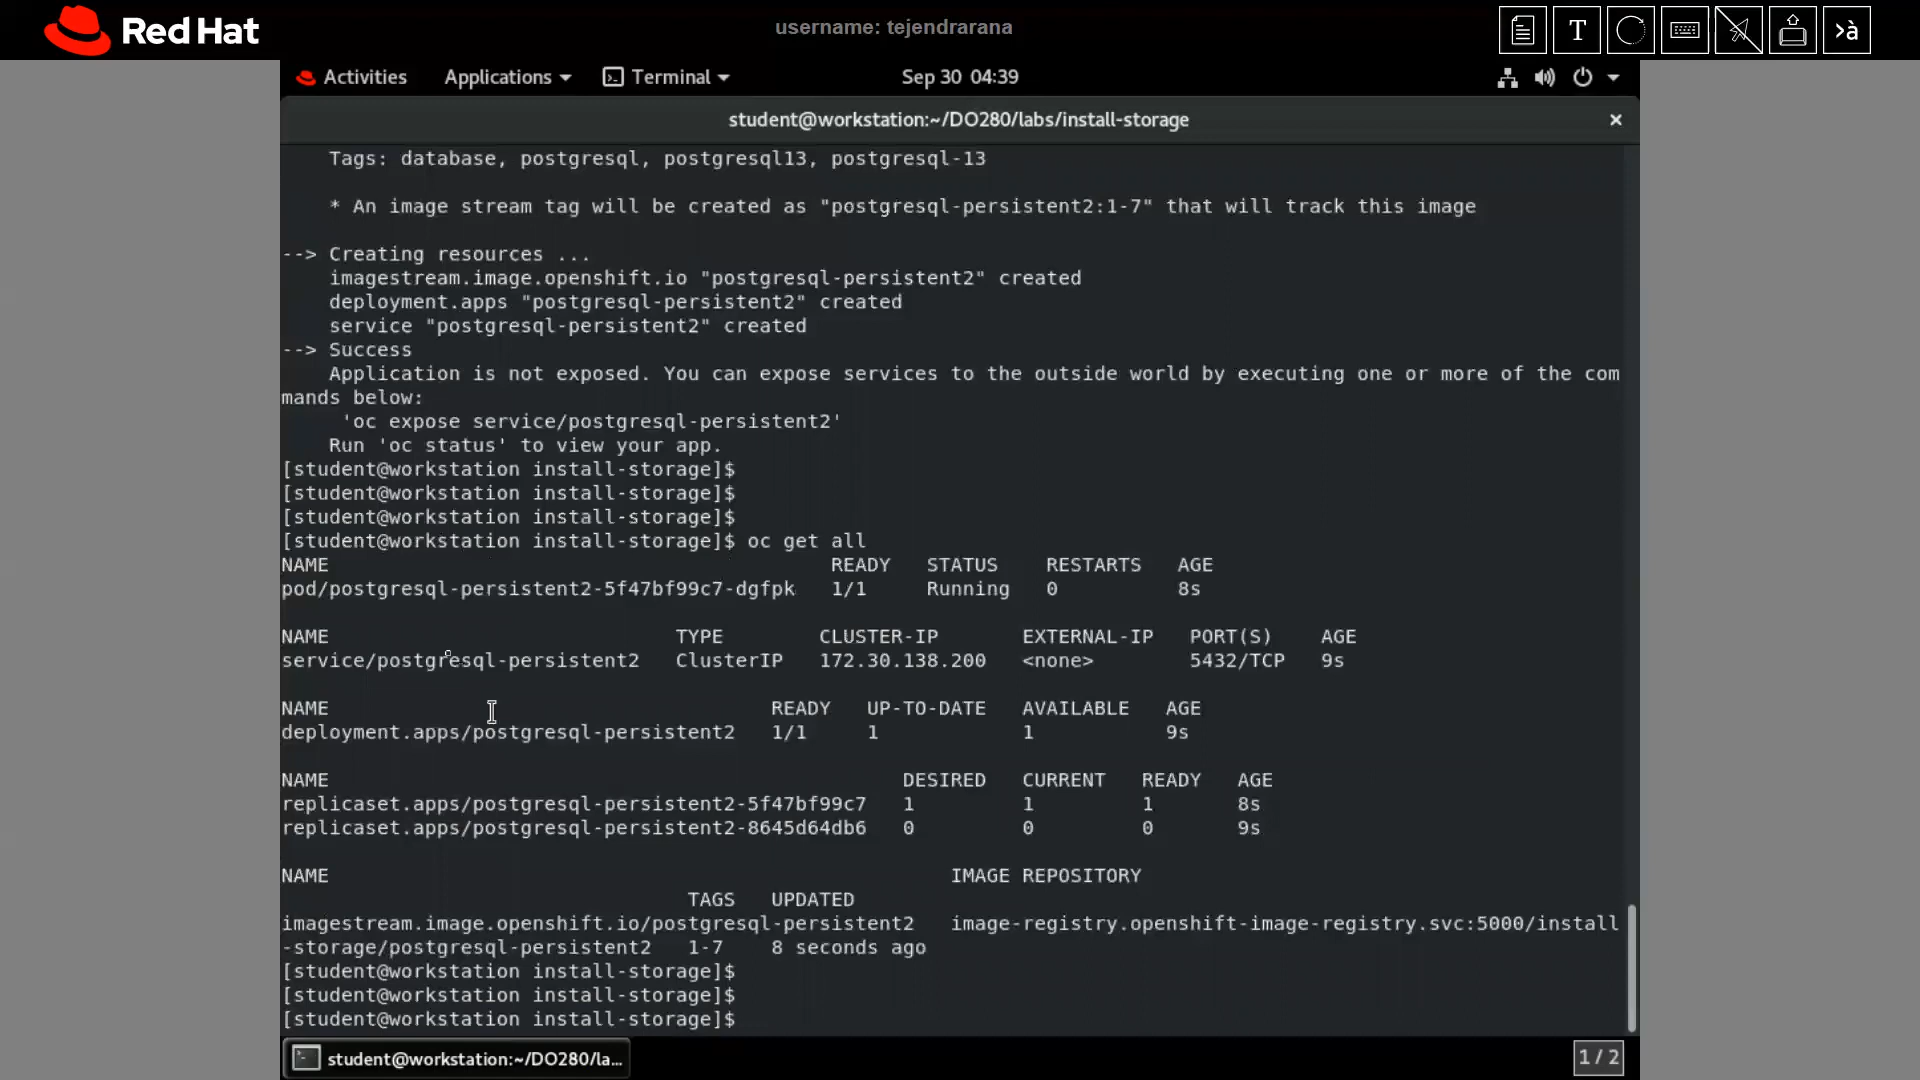 Red Hat
username: tejendrarana
T
>à
Activities Applications Terminal Sep 30 04:39
student@workstation:~/DO280/labs/install-storage ×
Tags: database, postgresql, postgresql13, postgresql-13
* An image stream tag will be created as "postgresql-persistent2:1-7" that will track this image
--> Creating resources ...
imagestream.image.openshift.io "postgresql-persistent2" created
deployment.apps "postgresql-persistent2" created
service "postgresql-persistent2" created
--> Success
Application is not exposed. You can expose services to the outside world by executing one or more of the com
mands below:
'oc expose service/postgresql-persistent2'
Run 'oc status' to view your app.
[student@workstation install-storage]$
[student@workstation install-storage]$
[student@workstation install-storage]$
[student@workstation install-storage]$ oc get all
NAME READY STATUS RESTARTS AGE
pod/postgresql-persistent2-5f47bf99c7-dgfpk 1/1 Running 0 8s
NAME TYPE CLUSTER-IP EXTERNAL-IP PORT(S) AGE
service/postgresql-persistent2 ClusterIP 172.30.138.200 <none> 5432/TCP 9s
NAME READY UP-TO-DATE AVAILABLE AGE
deployment.apps/postgresql-persistent2 1/1 1 1 9s
NAME DESIRED CURRENT READY AGE
replicaset.apps/postgresql-persistent2-5f47bf99c7 1 1 1 8s
replicaset.apps/postgresql-persistent2-8645d64db6 0 0 0 9s
NAME IMAGE REPOSITORY
TAGS UPDATED
imagestream.image.openshift.io/postgresql-persistent2 image-registry.openshift-image-registry.svc:5000/install
-storage/postgresql-persistent2 1-7 8 seconds ago
[student@workstation install-storage]$
[student@workstation install-storage]$
[student@workstation install-storage]$
student@workstation:~/DO280/la... 1 / 2